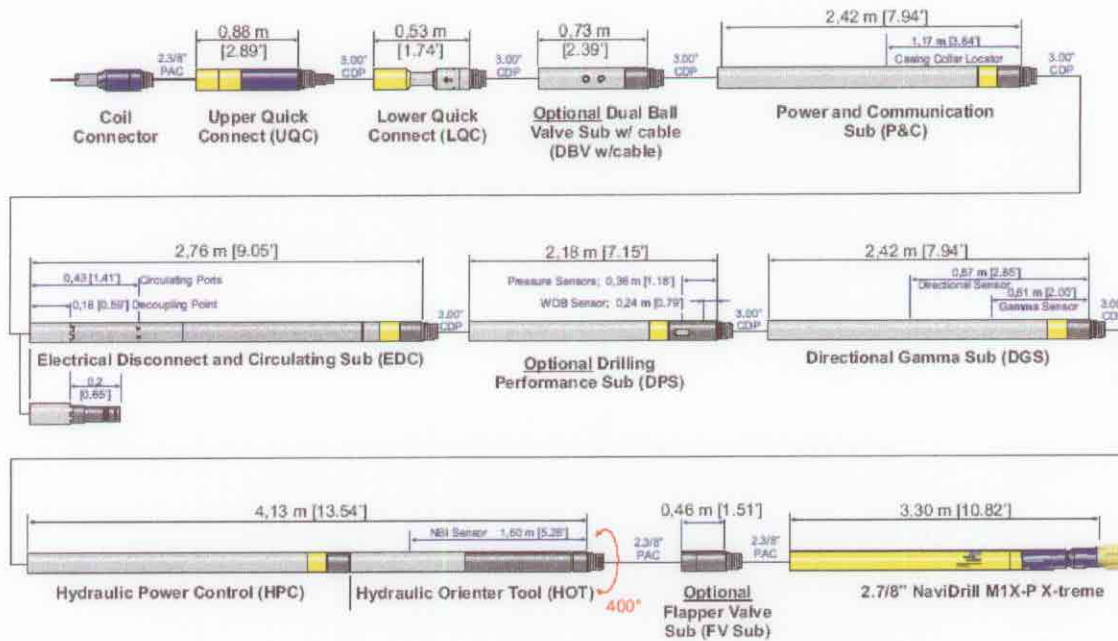 0,88 m
[2.89']
0,53 m
[1.74']
0,73 m
[2.39']
2,42 m [7.94']
1,17 m [3.84']
Casing Collar Locator
2.3/8"
PAC
3.00"
CDP
3.00"
CDP
3.00"
CDP
3.00"
CDP
Coil
Connector
Upper Quick
Connect (UQC)
Lower Quick
Connect (LQC)
Optional Dual Ball
Valve Sub w/ cable
(DBV w/cable)
Power and Communication
Sub (P&C)
2,76 m [9.05']
2,18 m [7.15']
2,42 m [7.94']
0,43 [1.41']
Circulating Ports
0,18 [0.59'] Decoupling Point
Pressure Sensors; 0,36 m [1.18']
WOB Sensor; 0,24 m [0.79']
0,87 m [2.85']
Directional Sensor
0,61 m [2.00']
Gamma Sensor
3.00"
CDP
3.00"
CDP
3.00"
CDP
Electrical Disconnect and Circulating Sub (EDC)
Optional Drilling
Performance Sub (DPS)
Directional Gamma Sub (DGS)
0,2
[0.65']
4,13 m [13.54']
NBI Sensor 1,60 m [5.26']
0,46 m [1.51']
3,30 m [10.82']
2.3/8"
PAC
2.3/8"
PAC
Hydraulic Power Control (HPC)
Hydraulic Orienter Tool (HOT)
400°
Optional
Flapper Valve
Sub (FV Sub)
2.7/8" NaviDrill M1X-P X-treme